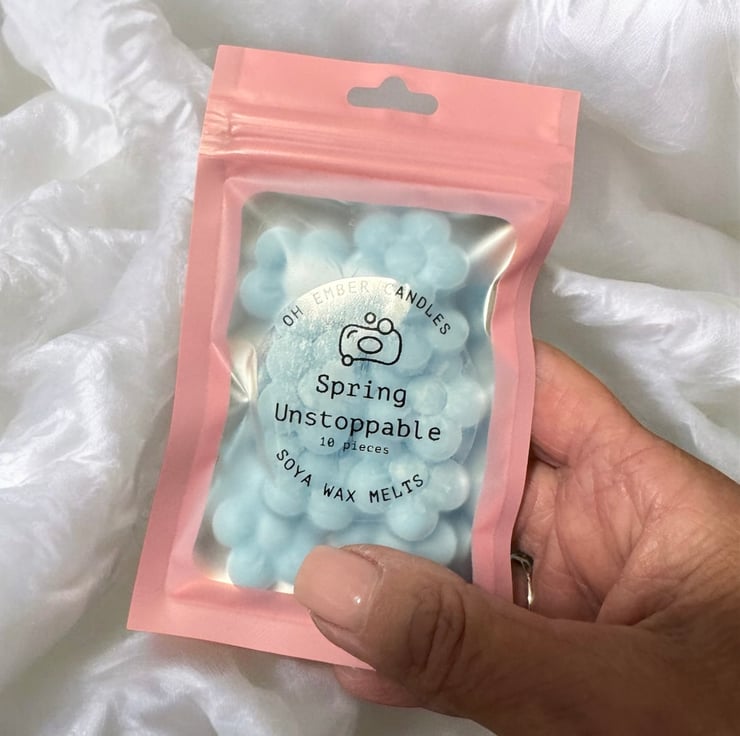 OH EMBER CANDLES
Spring
Unstoppable
10 pieces
SOYA WAX MELTS